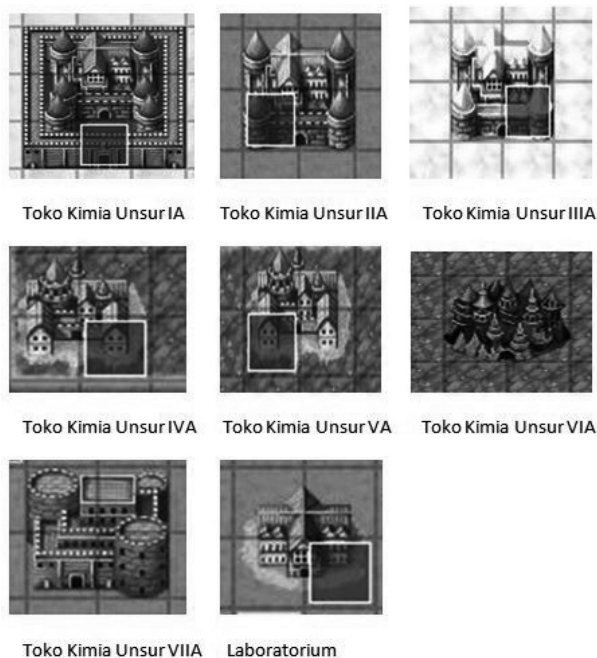 Toko Kimia Unsur IA
Toko Kimia Unsur IIA
Toko Kimia Unsur IIIA
Toko Kimia Unsur IVA
Toko Kimia Unsur VA
Toko Kimia Unsur VIA
Toko Kimia Unsur VIIA
Laboratorium